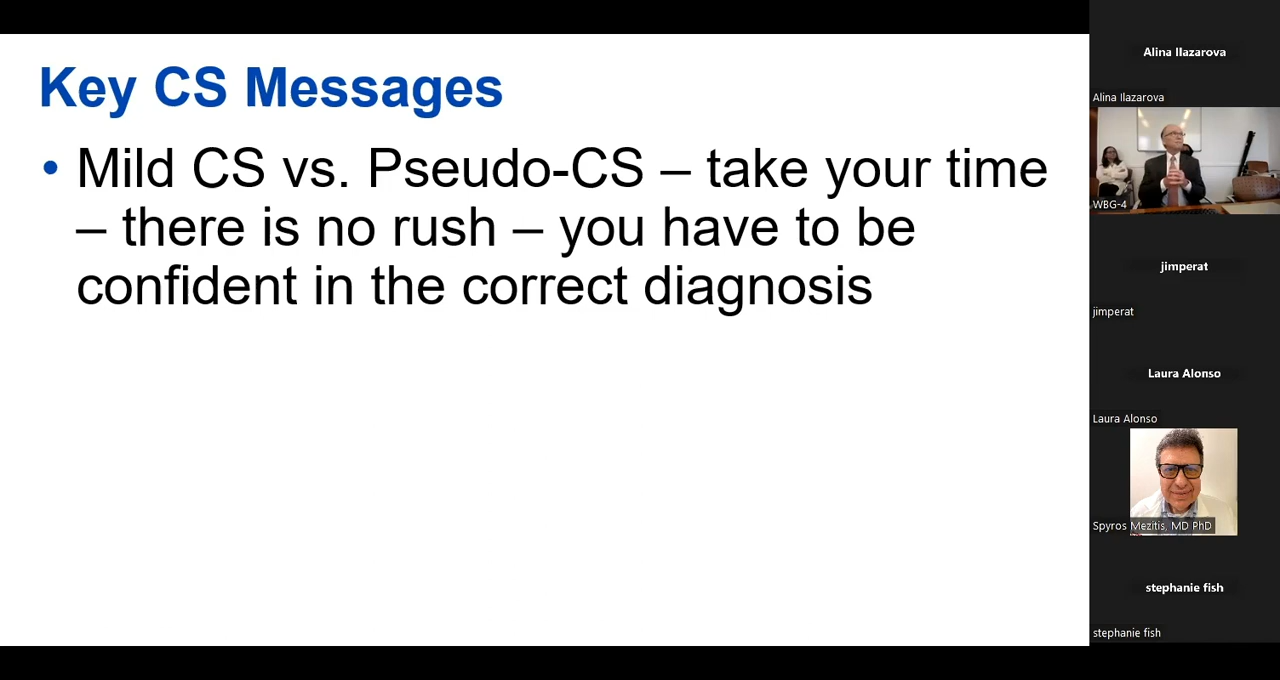 Key CS Messages
• Mild CS vs. Pseudo-CS – take your time
– there is no rush – you have to be
confident in the correct diagnosis
Alina Ilazarova
Alina Ilazarova
WBG-4
jimperat
jimperat
Laura Alonso
Laura Alonso
Spyros Mezitis, MD PhD
stephanie fish
stephanie fish